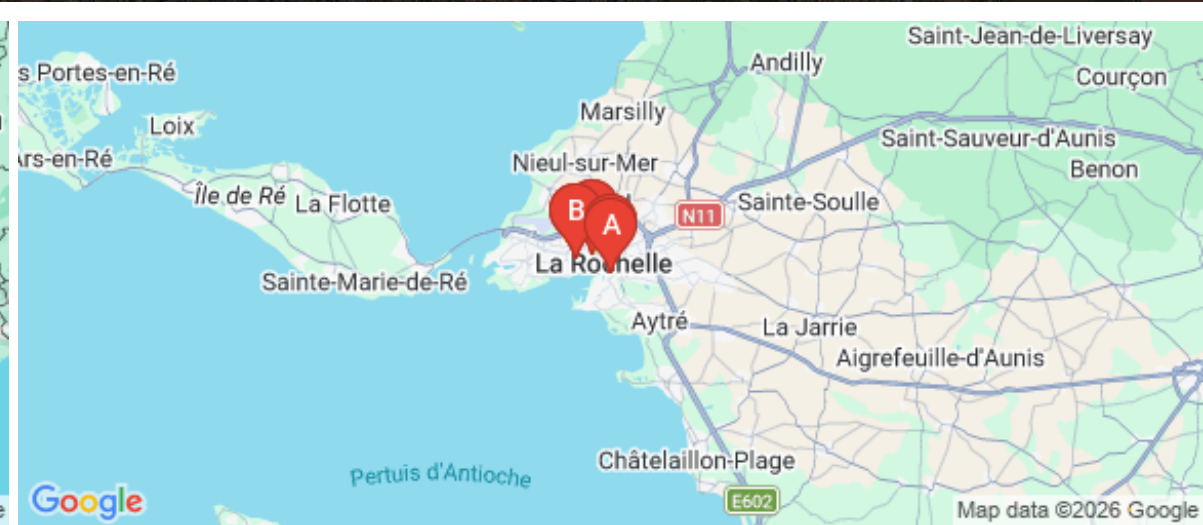 Saint-Jean-de-Liversay
Andilly
s Portes-en-Ré
Courçon
Marsilly
Loix
Saint-Sauveur-d'Aunis
Ars-en-Ré
Nieul-sur-Mer
Benon
Île de Ré
La Flotte
Sainte-Soulle
B
A
N11
La Rochelle
Sainte-Marie-de-Ré
Aytré
La Jarrie
Aigrefeuille-d'Aunis
Châtelaillon-Plage
Pertuis d'Antioche
E602
Google
Map data ©2026 Google